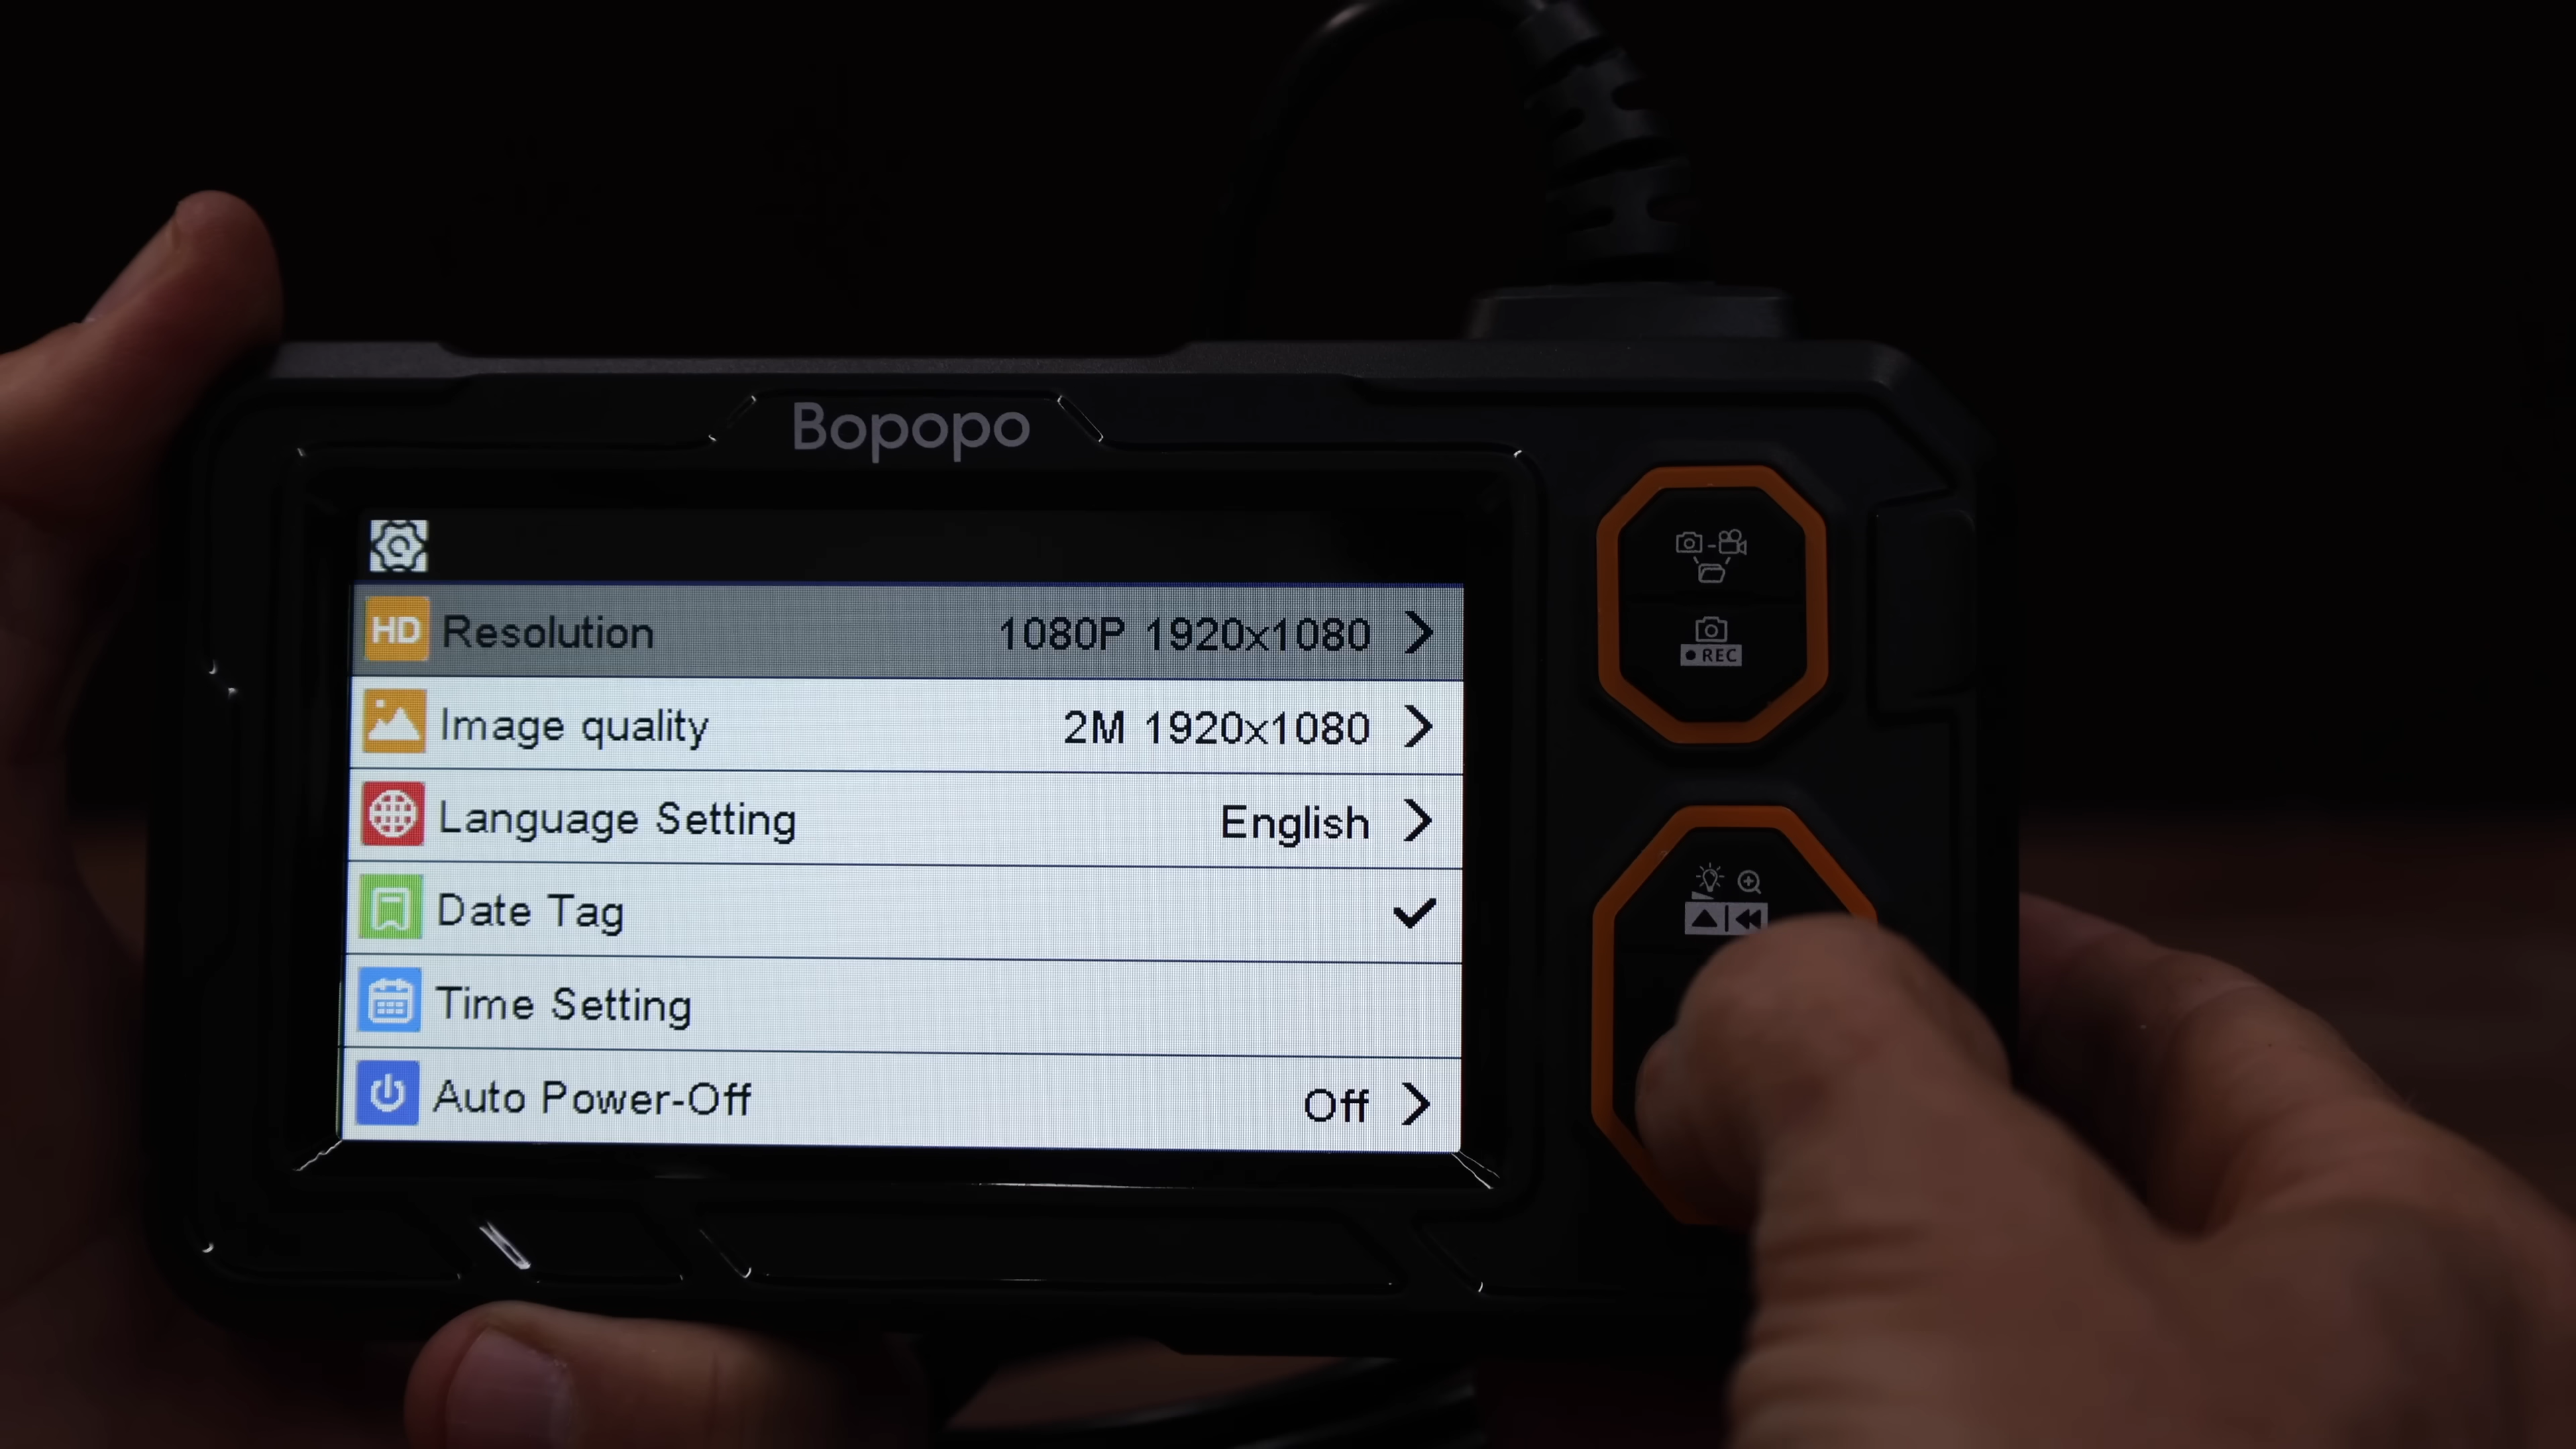 Bopopo
HD Resolution 1080P 1920x1080
Image quality 2M 1920x1080
Language Setting English
Date Tag
Time Setting
Auto Power-Off Off
REC